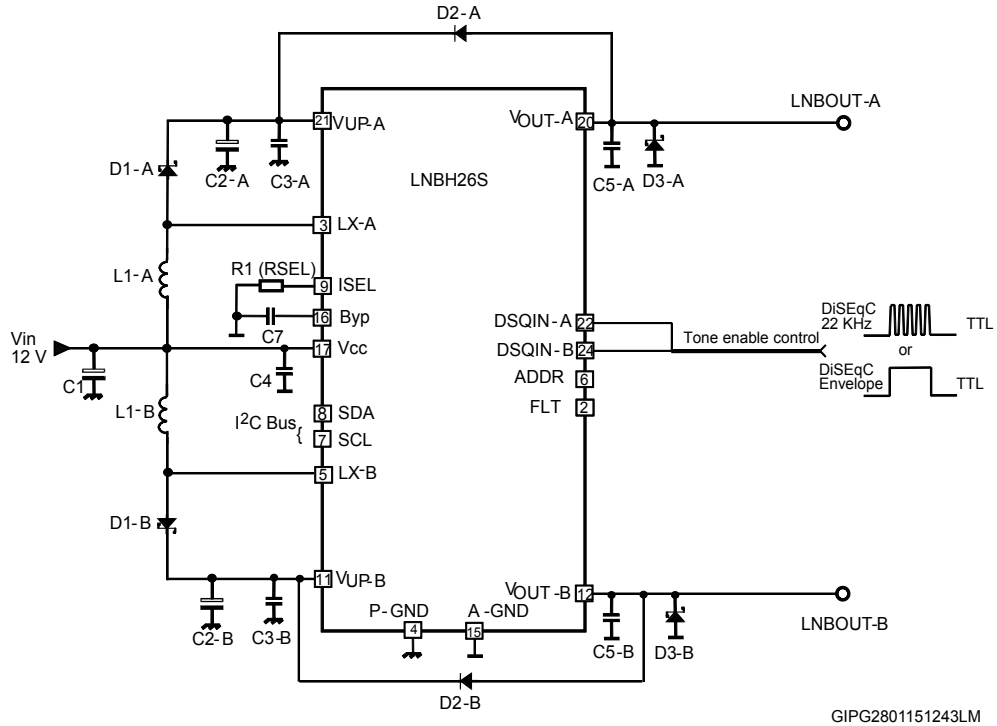 D2-A
LNBOUT-A
21
VUP-A
VOUT-A
20
D1-A
C2-A
C3-A
LNBH26S
C5-A
D3-A
3
LX-A
L1-A
R1 (RSEL)
9
ISEL
16
Byp
C7
DSQIN-A
22
DiSEqC
22 KHz
TTL
Tone enable control
or
Vin
12 V
17
Vcc
DSQIN-B
24
C1
C4
ADDR
6
DiSEqC
Envelope
TTL
L1-B
I2C Bus
{
8
SDA
FLT
2
7
SCL
5
LX-B
D1-B
11
VUP-B
VOUT-B
12
P-GND
A-GND
4
15
C2-B
C3-B
C5-B
D3-B
LNBOUT-B
D2-B
GIPG2801151243LM